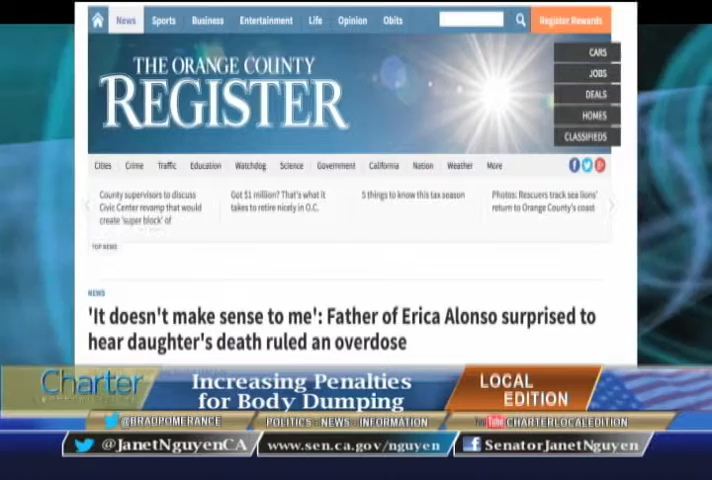 News Sports Business Entertainment Life Opinion Obits Register Rewards
THE ORANGE COUNTY
REGISTER
CARS
JOBS
DEALS
HOMES
CLASSIFIEDS
Cities Crime Traffic Education Watchdog Science Government California Nation Weather More
County supervisors to discuss
Civic Center revamp that would
create 'super block' of
Got $1 million? That's what it
takes to retire nicely in O.C.
5 things to know this tax season
Photos: Rescuers track sea lions'
return to Orange County's coast
TOP NEWS
NEWS
'It doesn't make sense to me': Father of Erica Alonso surprised to
hear daughter's death ruled an overdose
Charter
Increasing Penalties
for Body Dumping
LOCAL
EDITION
@BRADPOMERANCE
POLITICS NEWS INFORMATION
YouTube CHARTERLOCALEDITION
@JanetNguyenCA
www.sen.ca.gov/nguyen
SenatorJanetNguyen